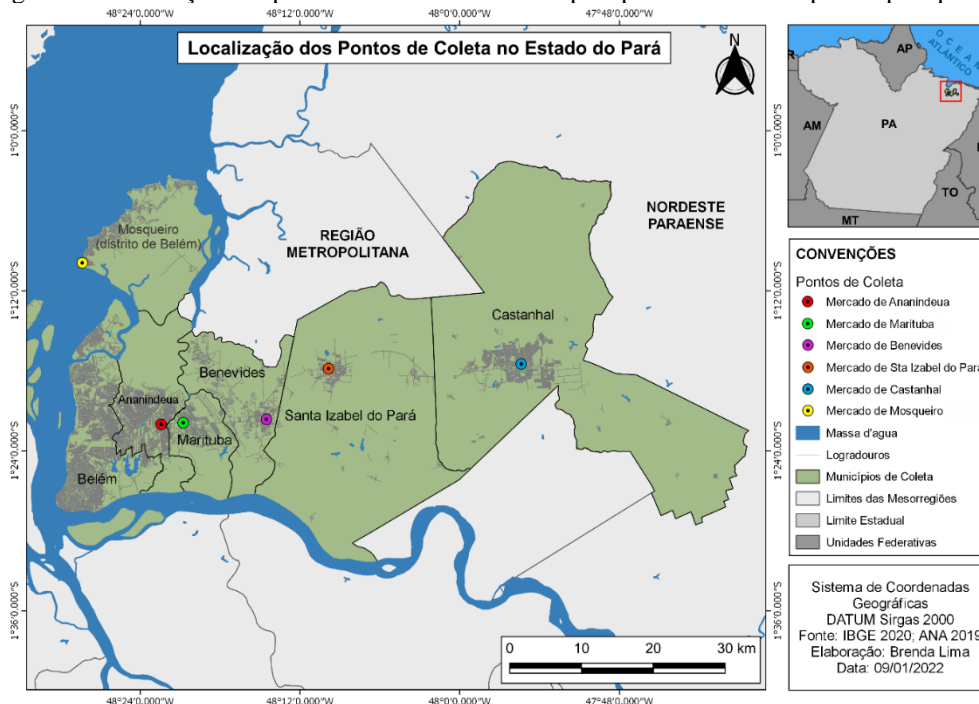 48°24'0.000"W 48°12'0.000"W 48°0'0.000"W 47°48'0.000"W
Localização dos Pontos de Coleta no Estado do Pará
N
1°0'0.000"S
1°12'0.000"S
1°24'0.000"S
1°36'0.000"S
Mosqueiro
(distrito de Belém)
REGIÃO
METROPOLITANA
NORDESTE
PARAENSE
Castanhal
Benevides
Ananindeua
Santa Izabel do Pará
Marituba
Belém
0 10 20 30 km
48°24'0.000"W 48°12'0.000"W 48°0'0.000"W 47°48'0.000"W
1°0'0.000"S
1°12'0.000"S
1°24'0.000"S
1°36'0.000"S
AP
OCEAN
ATLÂNTICO
AM
PA
TO
MT
CONVENÇÕES
Pontos de Coleta
Mercado de Ananindeua
Mercado de Marituba
Mercado de Benevides
Mercado de Sta Izabel do Pará
Mercado de Castanhal
Mercado de Mosqueiro
Massa d'agua
Logradouros
Municípios de Coleta
Limites das Mesorregiões
Limite Estadual
Unidades Federativas
Sistema de Coordenadas
Geográficas
DATUM Sirgas 2000
Fonte: IBGE 2020; ANA 2019
Elaboração: Brenda Lima
Data: 09/01/2022